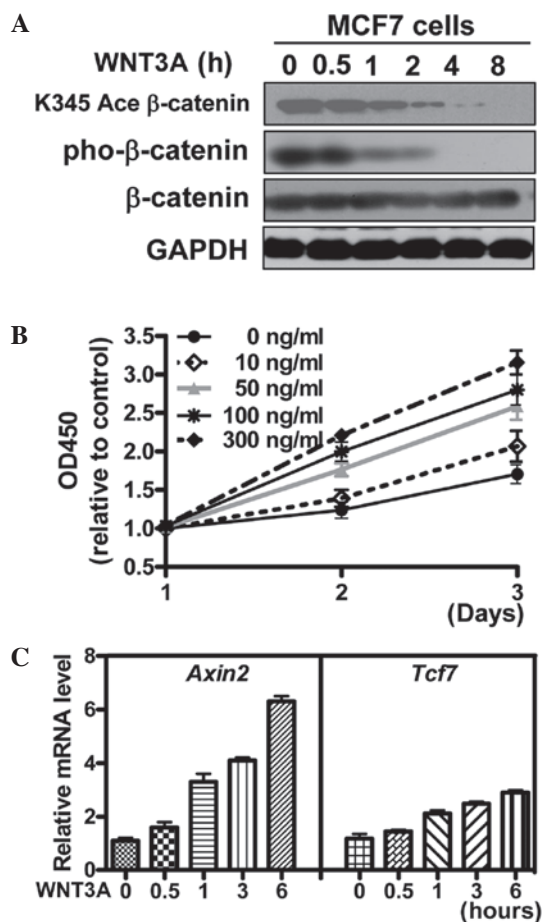 A
MCF7 cells
WNT3A (h) 0 0.5 1 2 4 8
K345 Ace β-catenin
pho-β-catenin
β-catenin
GAPDH
B
OD450
(relative to control)
3.5
3.0
2.5
2.0
1.5
1.0
0.5
0 ng/ml
10 ng/ml
50 ng/ml
100 ng/ml
300 ng/ml
1 2 3
(Days)
C
Relative mRNA level
8
6
4
2
0
Axin2 Tcf7
WNT3A 0 0.5 1 3 6 0 0.5 1 3 6
(hours)